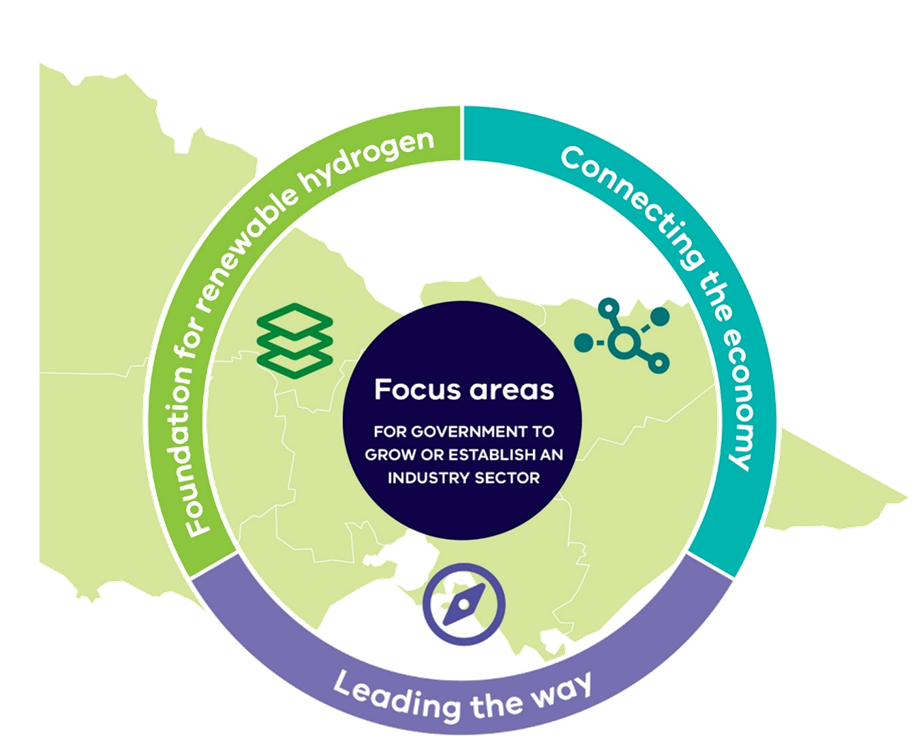 Foundation for renewable hydrogen
Connecting the economy
Focus areas
FOR GOVERNMENT TO
GROW OR ESTABLISH AN
INDUSTRY SECTOR
Leading the way